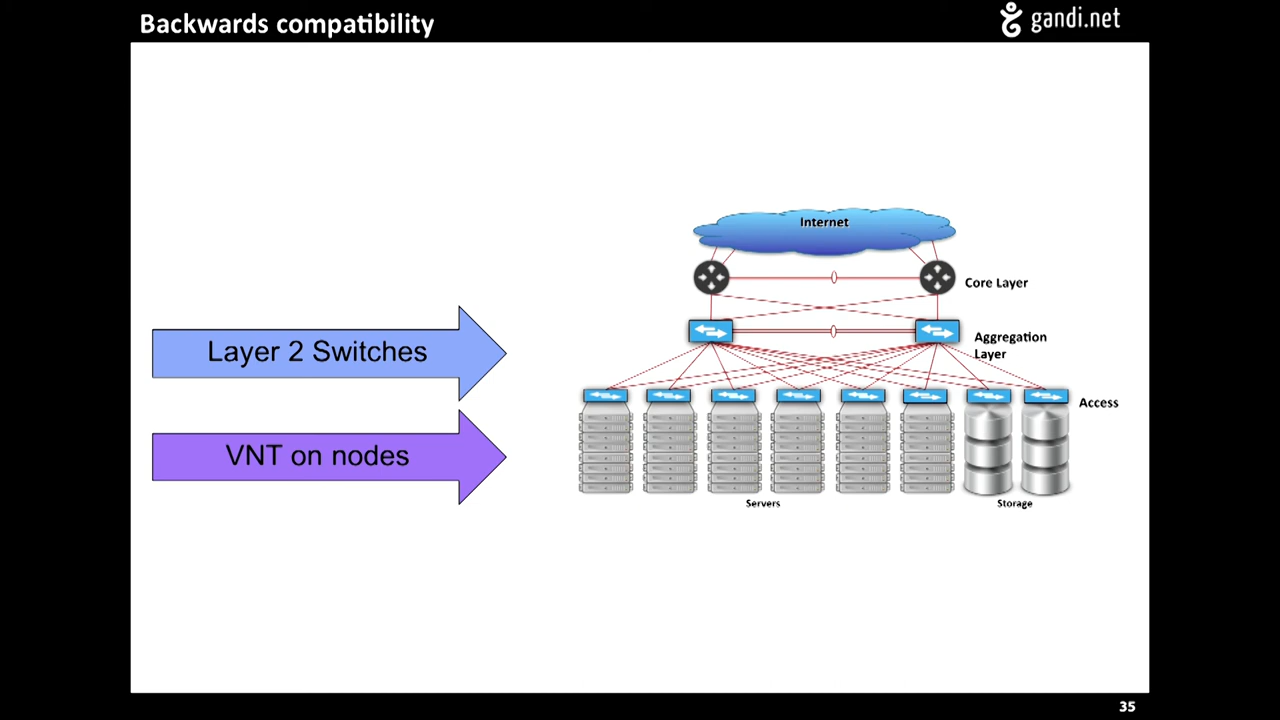 Backwards compatibility
gandi.net
Internet
Core Layer
Layer 2 Switches
Aggregation
Layer
Access
VNT on nodes
Servers
Storage
35